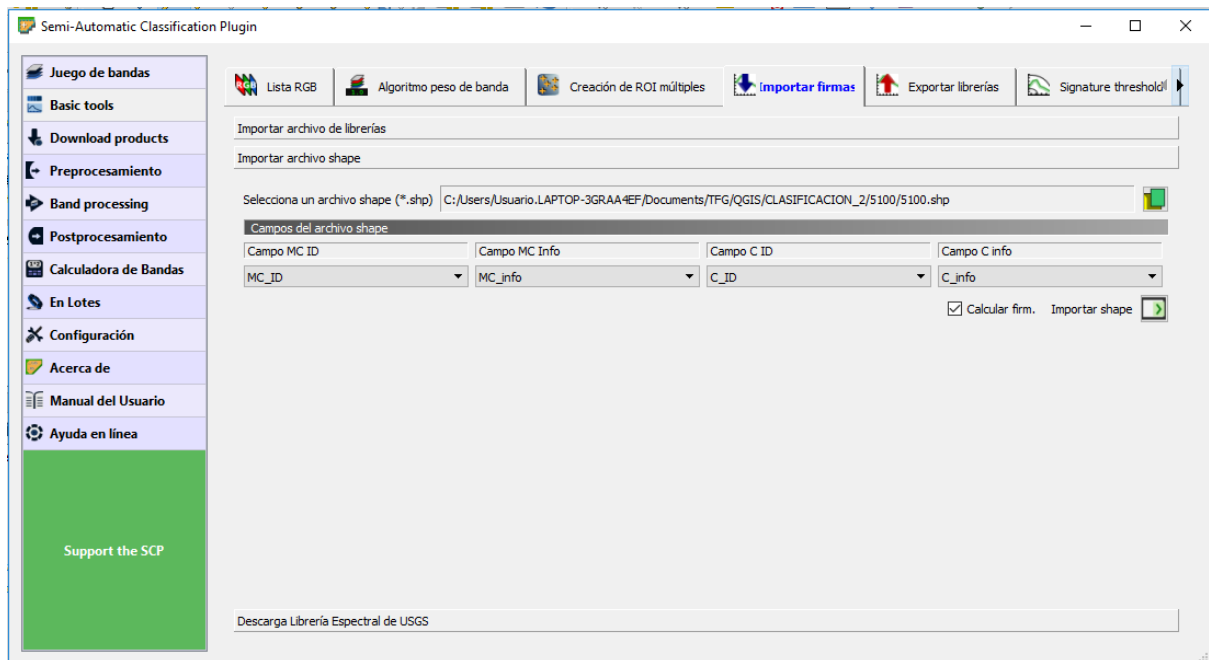 Semi-Automatic Classification Plugin
Juego de bandas
Basic tools
Download products
Preprocesamiento
Band processing
Postprocesamiento
Calculadora de Bandas
En Lotes
Configuración
Acerca de
Manual del Usuario
Ayuda en línea
Support the SCP
Lista RGB
Algoritmo peso de banda
Creación de ROI múltiples
Importar firmas
Exportar librerías
Signature threshold
Importar archivo de librerías
Importar archivo shape
Selecciona un archivo shape (*.shp) C:/Users/Usuario.LAPTOP-3GRAA4EF/Documents/TFG/QGIS/CLASIFICACION_2/5100/5100.shp
Campos del archivo shape
Campo MC ID Campo MC Info Campo C ID Campo C info
MC_ID MC_info C_ID C_info
Calcular firm. Importar shape
Descarga Librería Espectral de USGS